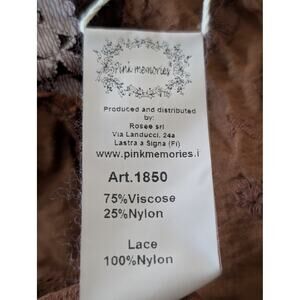 Pink memories
Produced and distributed
by:
Rosee srl
Via Landucci, 24a
Lastra a Signa (Fi)
www.pinkmemories.i
Art.1850
75%Viscose
25%Nylon
Lace
100%Nylon